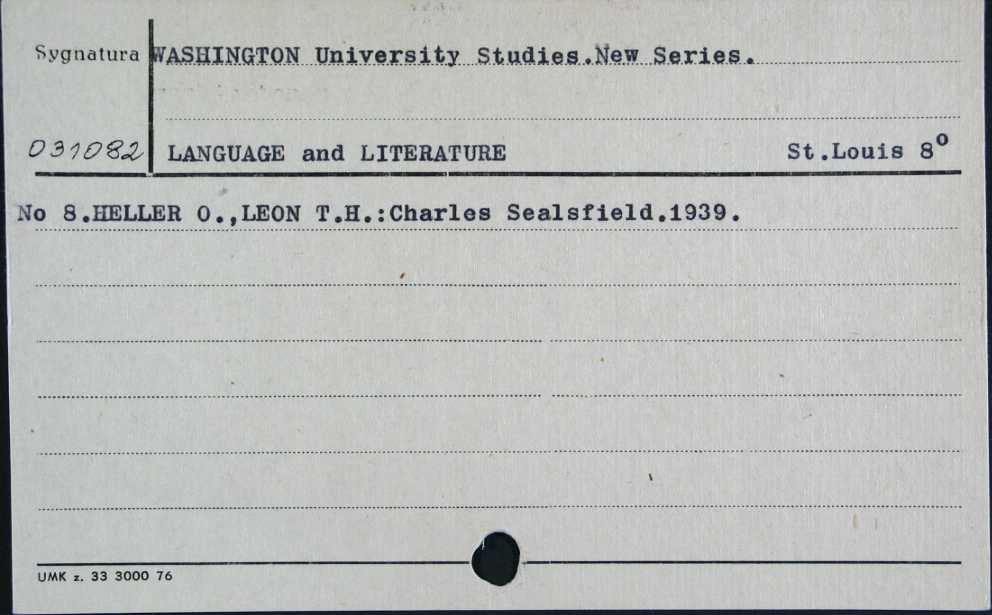 Sygnatura WASHINGTON University Studies.New Series.
031082 LANGUAGE and LITERATURE St.Louis 8º
No 8.HELLER O.,LEON T.H.:Charles Sealsfield.1939.
UMK z. 33 3000 76